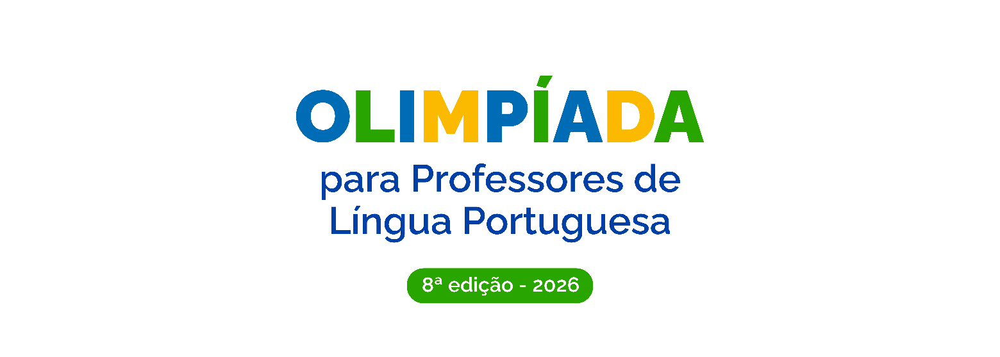 OLIMPÍADA
para Professores de
Língua Portuguesa
8ª edição - 2026